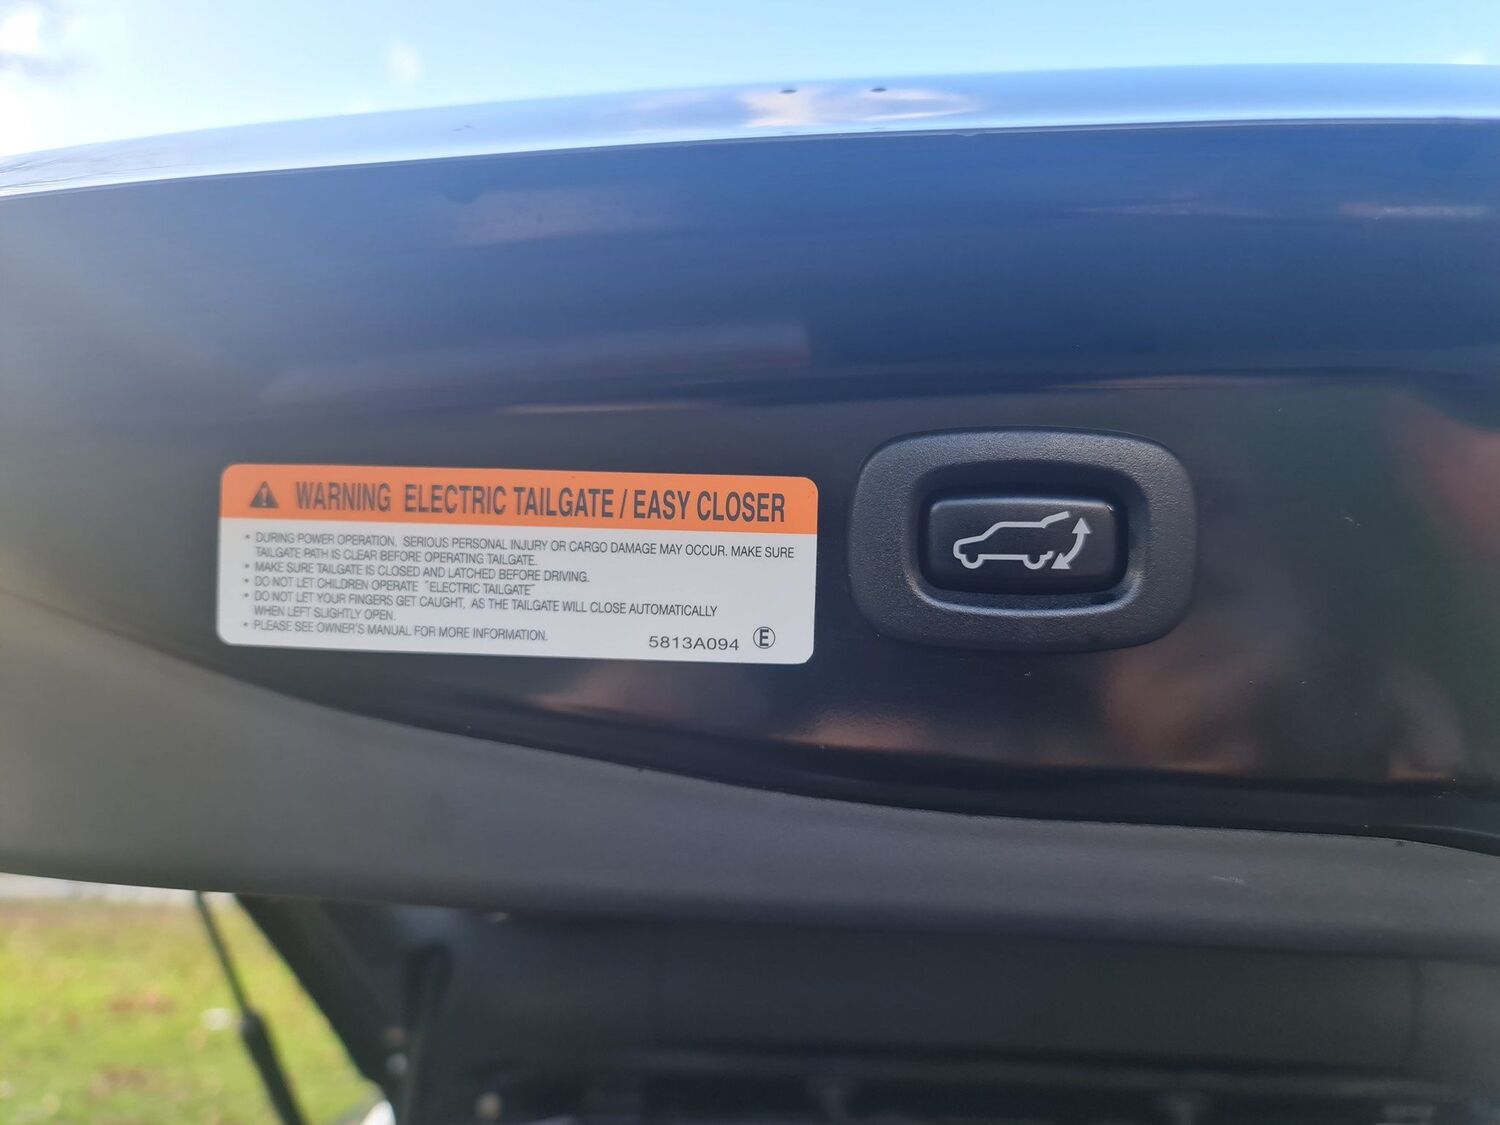 WARNING ELECTRIC TAILGATE / EASY CLOSER
• DURING POWER OPERATION, SERIOUS PERSONAL INJURY OR CARGO DAMAGE MAY OCCUR. MAKE SURE
TAILGATE PATH IS CLEAR BEFORE OPERATING TAILGATE.
• MAKE SURE TAILGATE IS CLOSED AND LATCHED BEFORE DRIVING.
• DO NOT LET CHILDREN OPERATE "ELECTRIC TAILGATE"
• DO NOT LET YOUR FINGERS GET CAUGHT, AS THE TAILGATE WILL CLOSE AUTOMATICALLY
WHEN LEFT SLIGHTLY OPEN.
• PLEASE SEE OWNER'S MANUAL FOR MORE INFORMATION.
5813A094 Ⓔ